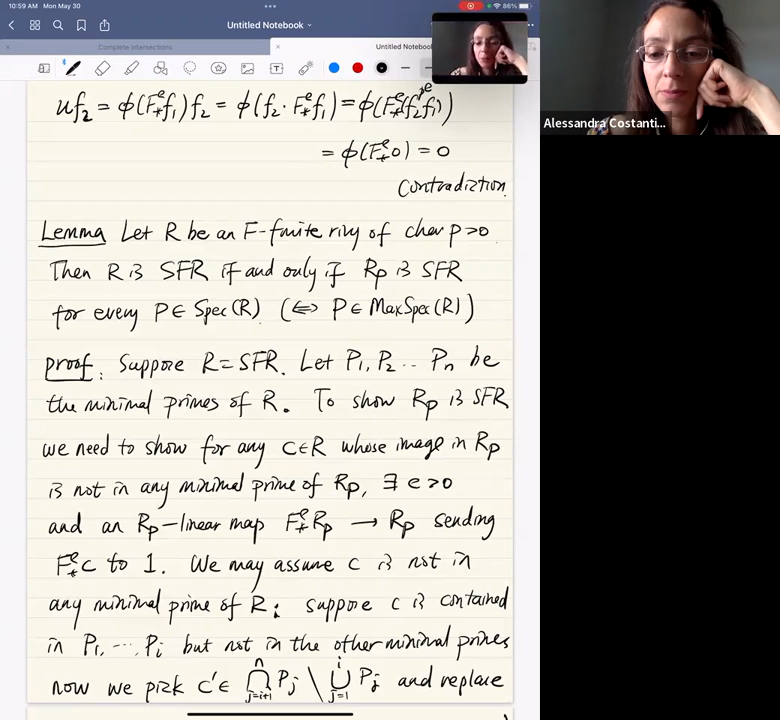 10:59 AM Mon May 30
86%
Untitled Notebook
Complete intersections
Untitled Notebook
Alessandra Costanti...
uf₂ = φ(F^e_*f₁)f₂ = φ(f₂·F^e_*f₁) = φ(F^e_*(f₂^{p^e}f₁))
= φ(F^e_*0) = 0
Contradiction.
Lemma Let R be an F-finite ring of char p>0
Then R is SFR if and only if R_P is SFR
for every P∈Spec(R) (⇔ P∈MaxSpec(R))
proof: Suppose R=SFR. Let P₁, P₂ ... Pₙ be
the minimal primes of R. To show R_P is SFR
we need to show for any c∈R whose image in R_P
is not in any minimal prime of R_P, ∃ e>0
and an R_P-linear map F^e_*R_P → R_P sending
F^e_*c to 1. We may assume c is not in
any minimal prime of R: suppose c is contained
in P₁, ..., Pᵢ but not in the other minimal primes
now we pick c'∈ ⋂_{j=i+1}^{n} P_j \ ⋃_{j=1}^{i} P_j and replace